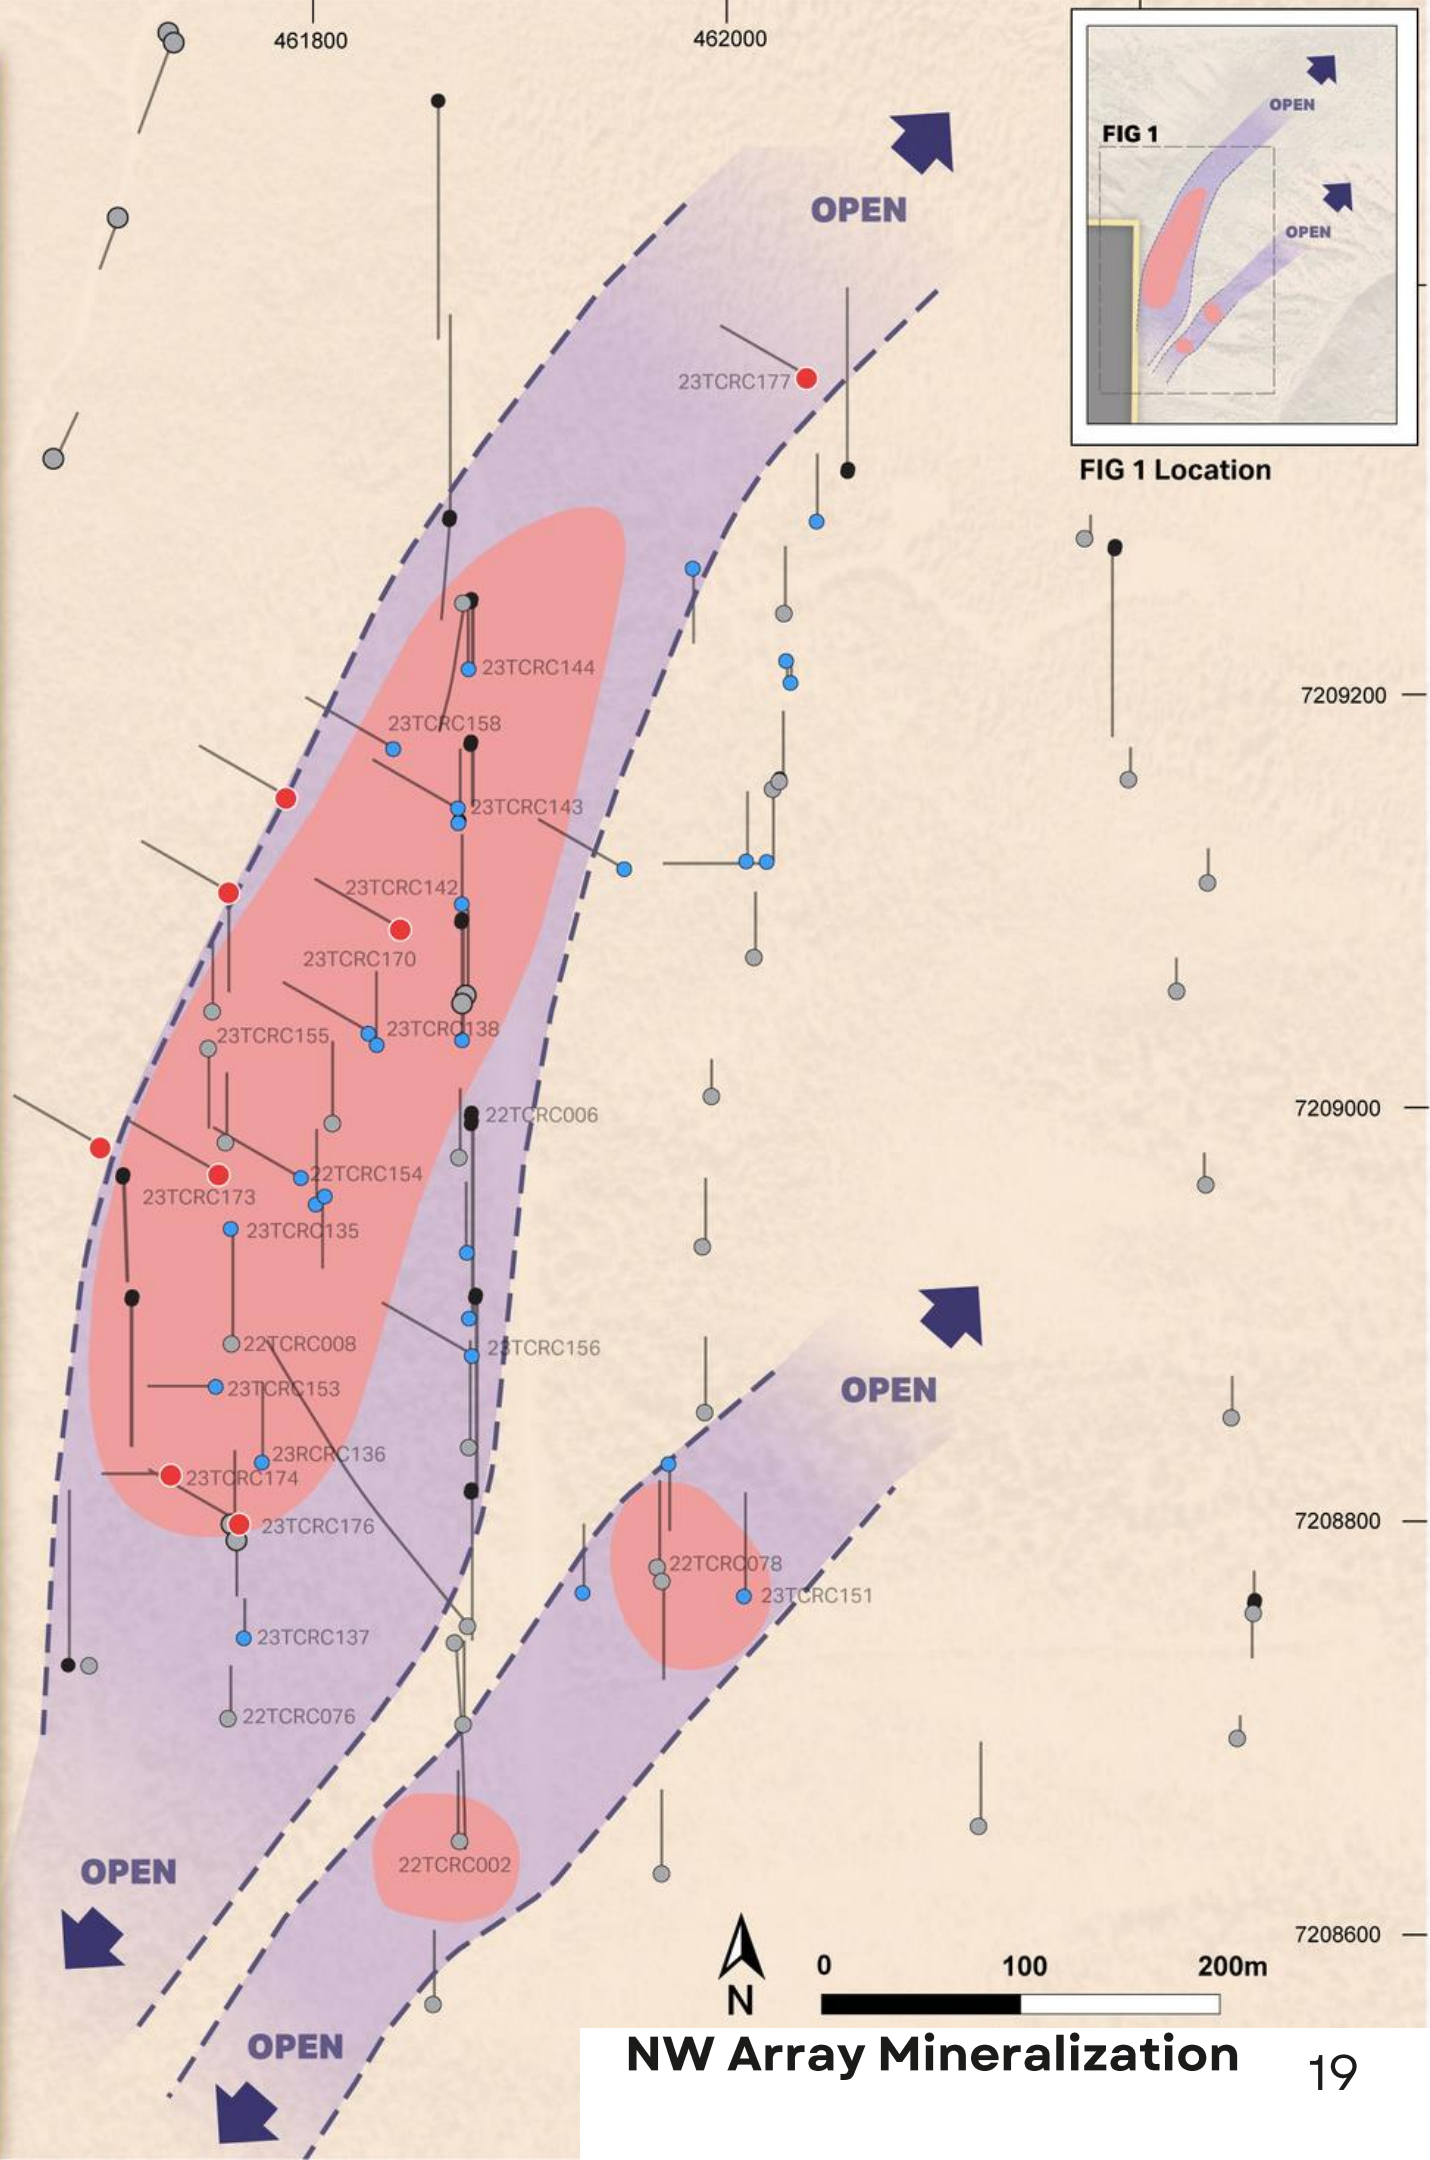 461800
462000
OPEN
FIG 1
OPEN
OPEN
FIG 1 Location
23TCRC177
23TCRC144
7209200
23TCRC158
23TCRC143
23TCRC142
23TCRC170
23TCRC138
23TCRC155
22TCRC006
7209000
22TCRC154
23TCRC173
23TCRC135
22TCRC008
23TCRC156
23TCRC153
OPEN
23RCRC136
23TCRC174
23TCRC176
7208800
22TCRC078
23TCRC151
23TCRC137
22TCRC076
OPEN
22TCRC002
7208600
0 100 200m
N
OPEN
NW Array Mineralization
19